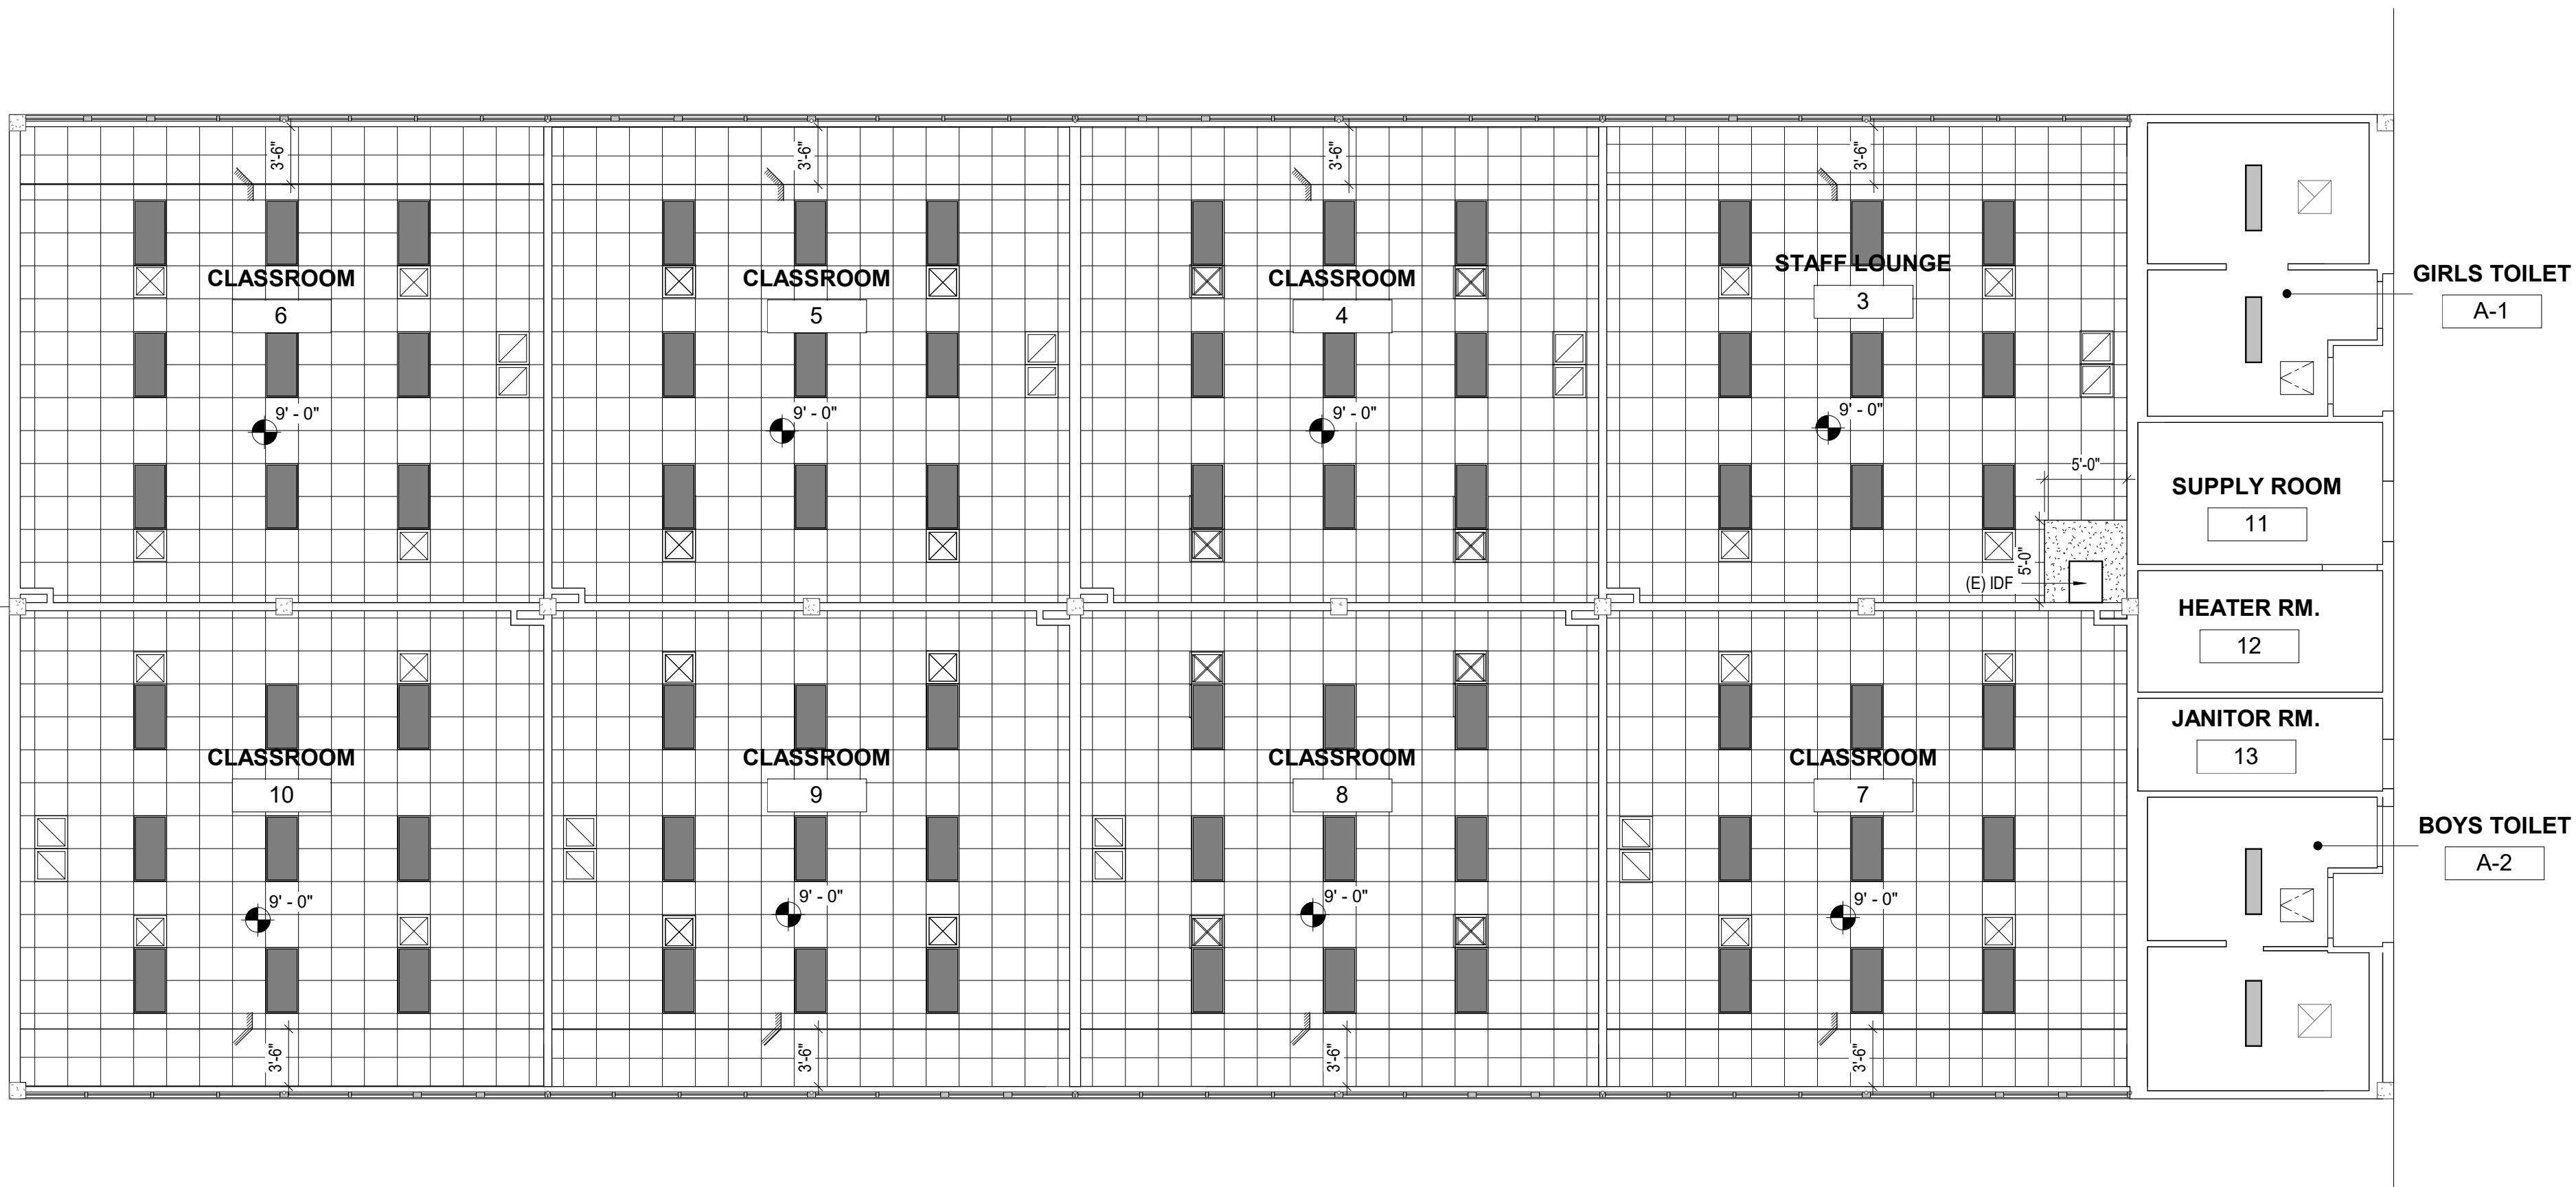 3'-6"
3'-6"
3'-6"
3'-6"
CLASSROOM
6
CLASSROOM
5
CLASSROOM
4
STAFF LOUNGE
3
GIRLS TOILET
A-1
9' - 0"
9' - 0"
9' - 0"
9' - 0"
5'-0"
SUPPLY ROOM
11
5'-0"
(E) IDF
HEATER RM.
12
JANITOR RM.
13
CLASSROOM
10
CLASSROOM
9
CLASSROOM
8
CLASSROOM
7
BOYS TOILET
A-2
9' - 0"
9' - 0"
9' - 0"
9' - 0"
3'-6"
3'-6"
3'-6"
3'-6"